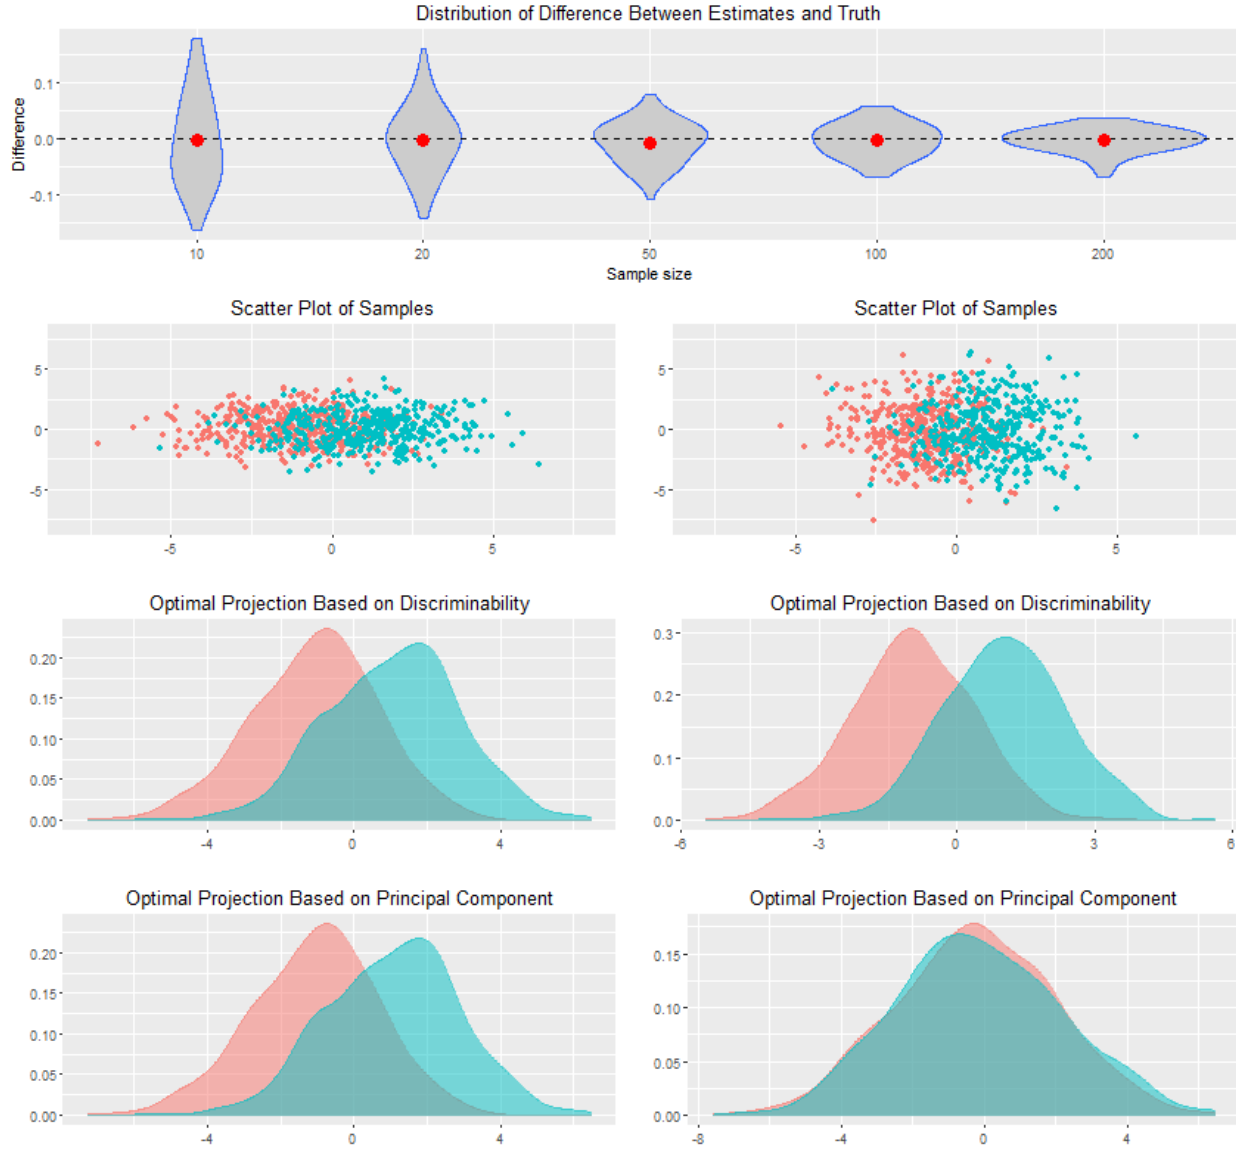 Distribution of Difference Between Estimates and Truth
Difference
0.1
0.0
-0.1
10 20 50 100 200
Sample size
Scatter Plot of Samples
5
0
-5
-5 0 5
Scatter Plot of Samples
5
0
-5
-5 0 5
Optimal Projection Based on Discriminability
0.20
0.15
0.10
0.05
0.00
-4 0 4
Optimal Projection Based on Discriminability
0.3
0.2
0.1
0.0
-6 -3 0 3 6
Optimal Projection Based on Principal Component
0.20
0.15
0.10
0.05
0.00
-4 0 4
Optimal Projection Based on Principal Component
0.15
0.10
0.05
0.00
-8 -4 0 4